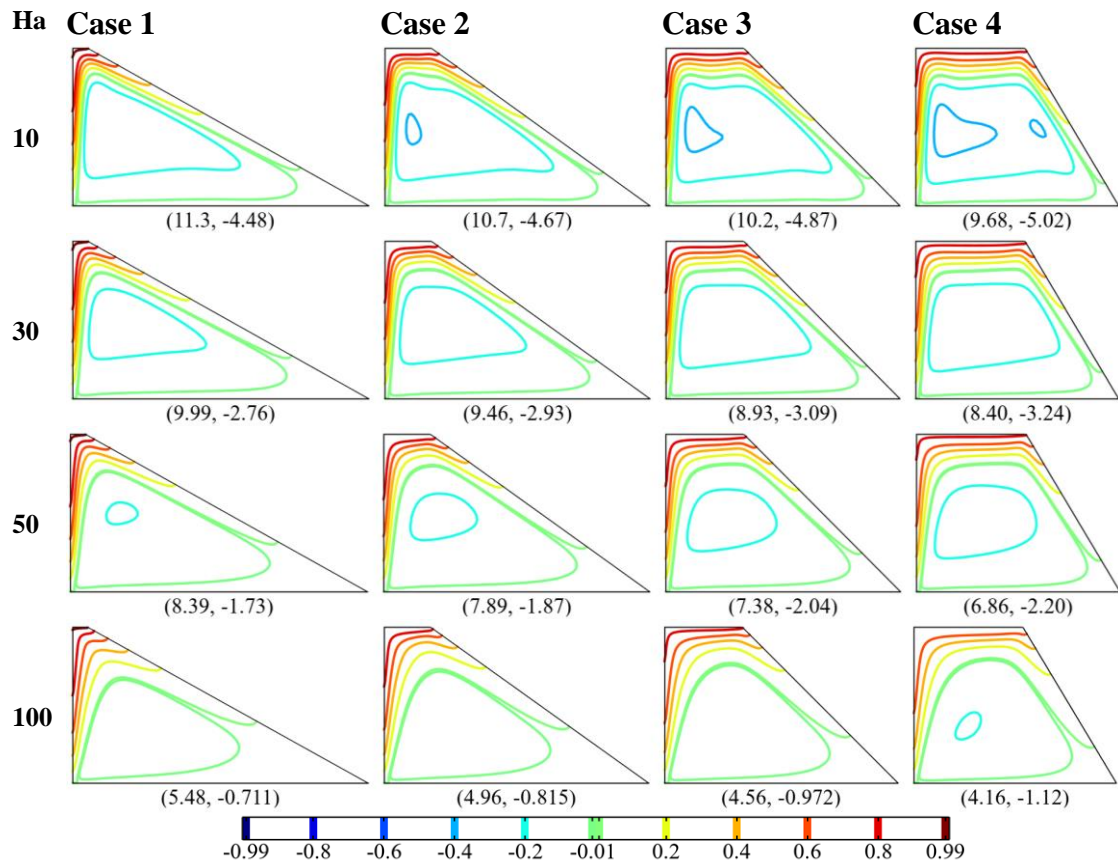 Ha Case 1 Case 2 Case 3 Case 4
10
(11.3, -4.48) (10.7, -4.67) (10.2, -4.87) (9.68, -5.02)
30
(9.99, -2.76) (9.46, -2.93) (8.93, -3.09) (8.40, -3.24)
50
(8.39, -1.73) (7.89, -1.87) (7.38, -2.04) (6.86, -2.20)
100
(5.48, -0.711) (4.96, -0.815) (4.56, -0.972) (4.16, -1.12)
-0.99 -0.8 -0.6 -0.4 -0.2 -0.01 0.2 0.4 0.6 0.8 0.99